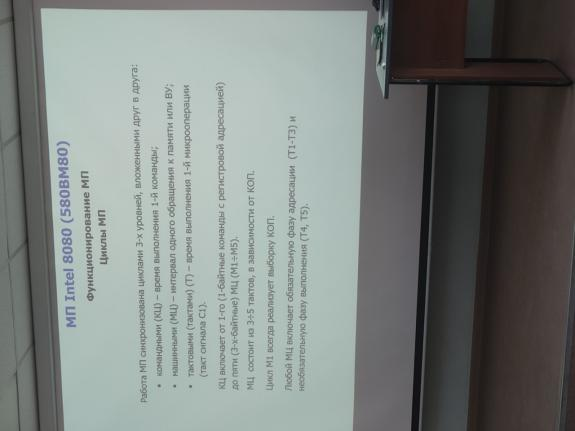 МП Intel 8080 (580ВМ80)
Функционирование МП
Циклы МП
Работа МП синхронизована циклами 3-х уровней, вложенными друг в друга:
• командными (КЦ) – время выполнения 1-й команды;
• машинными (МЦ) – интервал одного обращения к памяти или ВУ;
• тактовыми (тактами) (Т) – время выполнения 1-й микрооперации
(такт сигнала С1).
КЦ включает от 1-го (1-байтные команды с регистровой адресацией)
до пяти (3-х-байтные) МЦ (М1÷М5).
МЦ состоит из 3÷5 тактов, в зависимости от КОП.
Цикл М1 всегда реализует выборку КОП.
Любой МЦ включает обязательную фазу адресации (Т1-Т3) и
необязательную фазу выполнения (Т4, Т5).